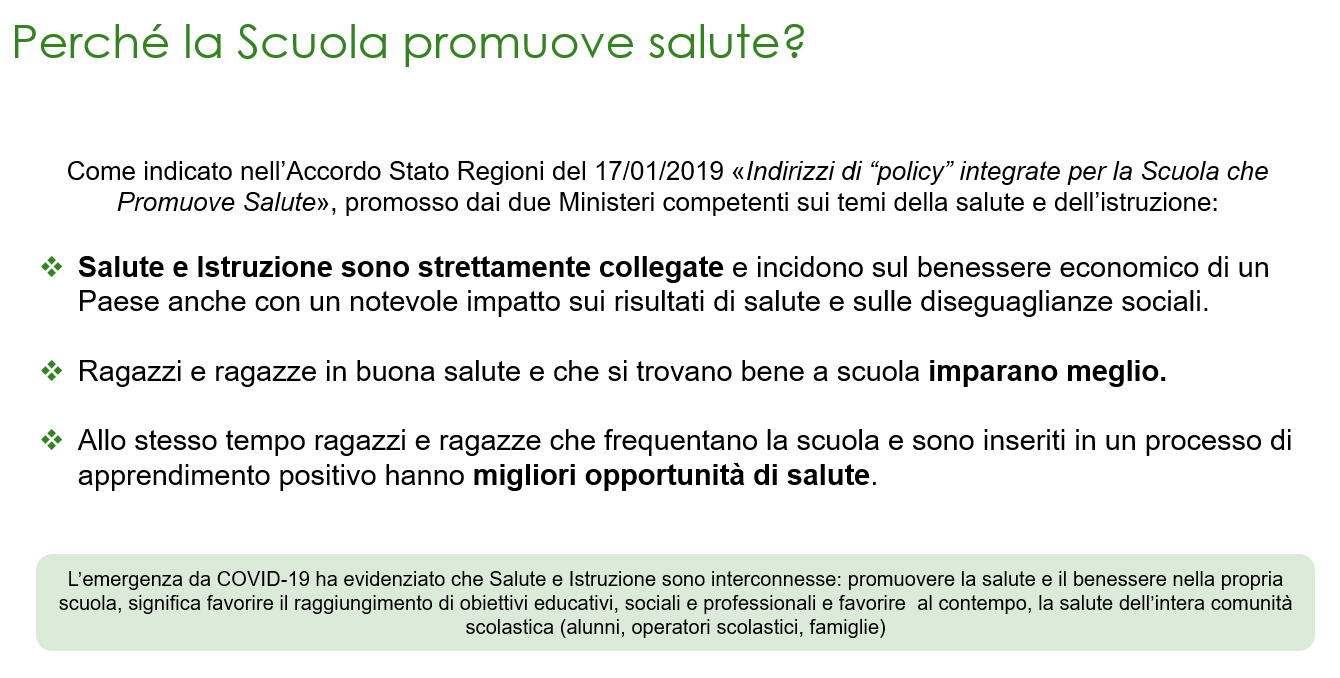 Perché la Scuola promuove salute?
Come indicato nell’Accordo Stato Regioni del 17/01/2019 «Indirizzi di “policy” integrate per la Scuola che
Promuove Salute», promosso dai due Ministeri competenti sui temi della salute e dell’istruzione:
❖ Salute e Istruzione sono strettamente collegate e incidono sul benessere economico di un
Paese anche con un notevole impatto sui risultati di salute e sulle diseguaglianze sociali.
❖ Ragazzi e ragazze in buona salute e che si trovano bene a scuola imparano meglio.
❖ Allo stesso tempo ragazzi e ragazze che frequentano la scuola e sono inseriti in un processo di
apprendimento positivo hanno migliori opportunità di salute.
L’emergenza da COVID-19 ha evidenziato che Salute e Istruzione sono interconnesse: promuovere la salute e il benessere nella propria
scuola, significa favorire il raggiungimento di obiettivi educativi, sociali e professionali e favorire  al contempo, la salute dell’intera comunità
scolastica (alunni, operatori scolastici, famiglie)